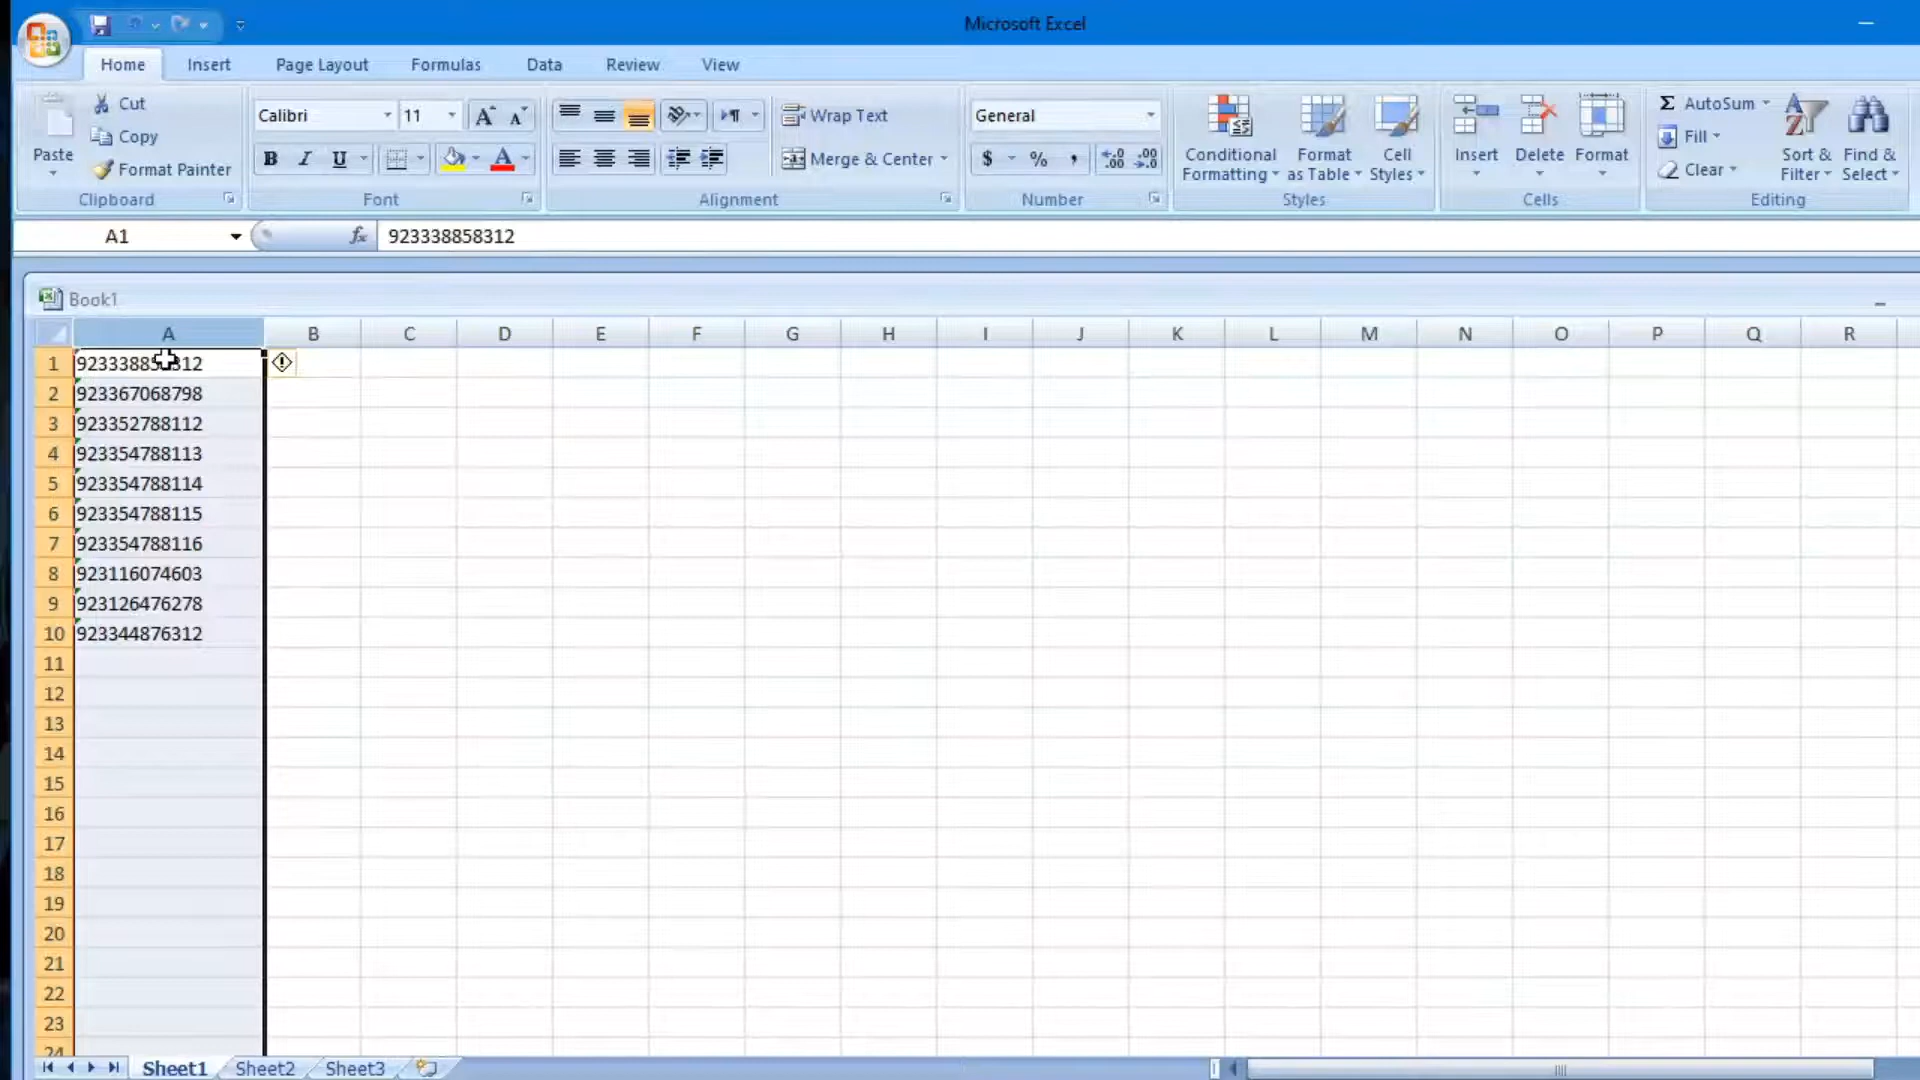 Microsoft Excel
Home Insert Page Layout Formulas Data Review View
Paste
Cut
Copy
Format Painter
Clipboard
Calibri 11
B I U
Font
Wrap Text
Merge & Center
Alignment
General
$ % ,
Number
Conditional Formatting
Format as Table
Cell Styles
Styles
Insert Delete Format
Cells
Σ AutoSum
Fill
Clear
Sort & Filter
Find & Select
Editing
A1 fx 923338858312
Book1
A B C D E F G H I J K L M N O P Q R
1
2 923367068798
3 923352788112
4 923354788113
5 923354788114
6 923354788115
7 923354788116
8 923116074603
9 923126476278
10 923344876312
11
12
13
14
15
16
17
18
19
20
21
22
23
24
Sheet1 Sheet2 Sheet3